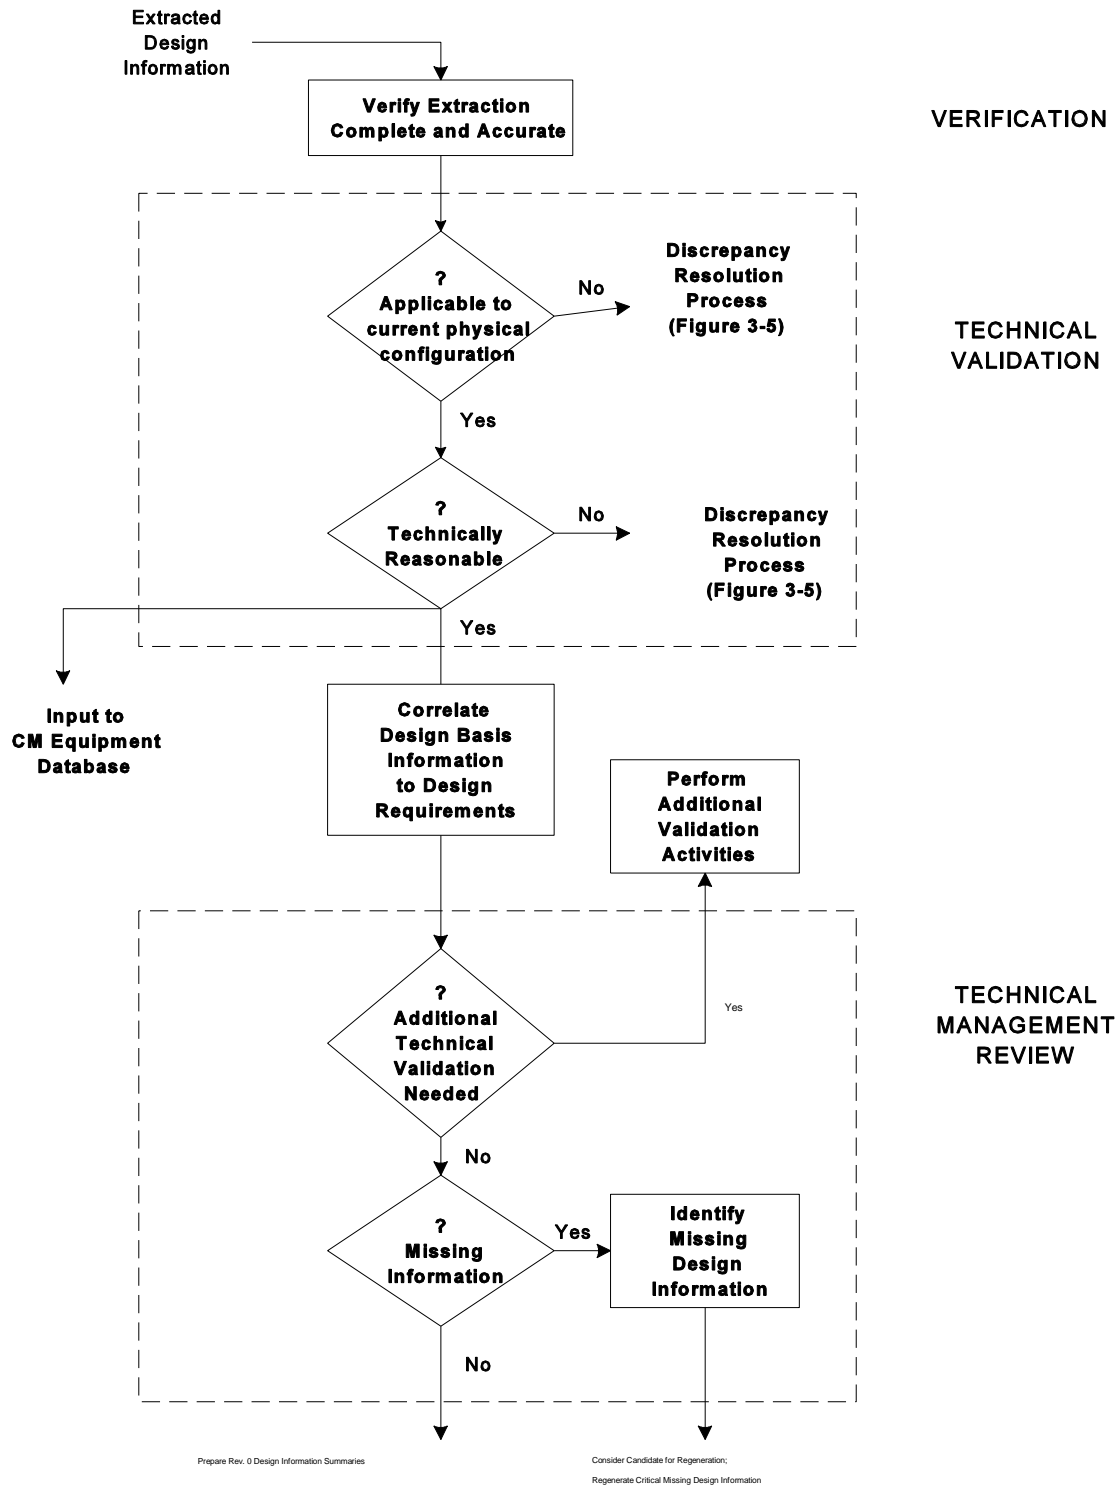 Extracted
Design
Information
Verify Extraction
Complete and Accurate
VERIFICATION
?
Applicable to
current physical
configuration
No
Discrepancy
Resolution
Process
(Figure 3-5)
TECHNICAL
VALIDATION
Yes
?
Technically
Reasonable
No
Discrepancy
Resolution
Process
(Figure 3-5)
Yes
Input to
CM Equipment
Database
Correlate
Design Basis
Information
to Design
Requirements
Perform
Additional
Validation
Activities
?
Additional
Technical
Validation
Needed
Yes
TECHNICAL
MANAGEMENT
REVIEW
No
?
Missing
Information
Yes
Identify
Missing
Design
Information
No
Prepare Rev. 0 Design Information Summaries
Consider Candidate for Regeneration;
Regenerate Critical Missing Design Information